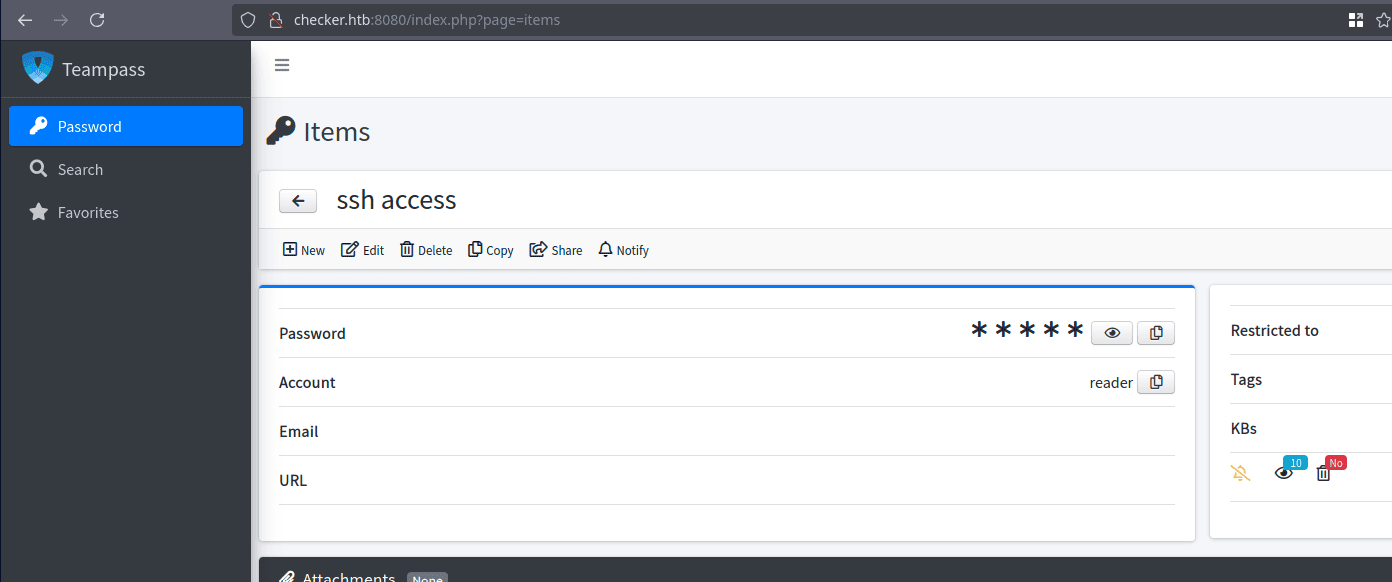 checker.htb:8080/index.php?page=items
Teampass
Password
Search
Favorites
Items
ssh access
New Edit Delete Copy Share Notify
Password * * * * *
Account reader
Email
URL
Restricted to
Tags
KBs
10 No
Attachments None